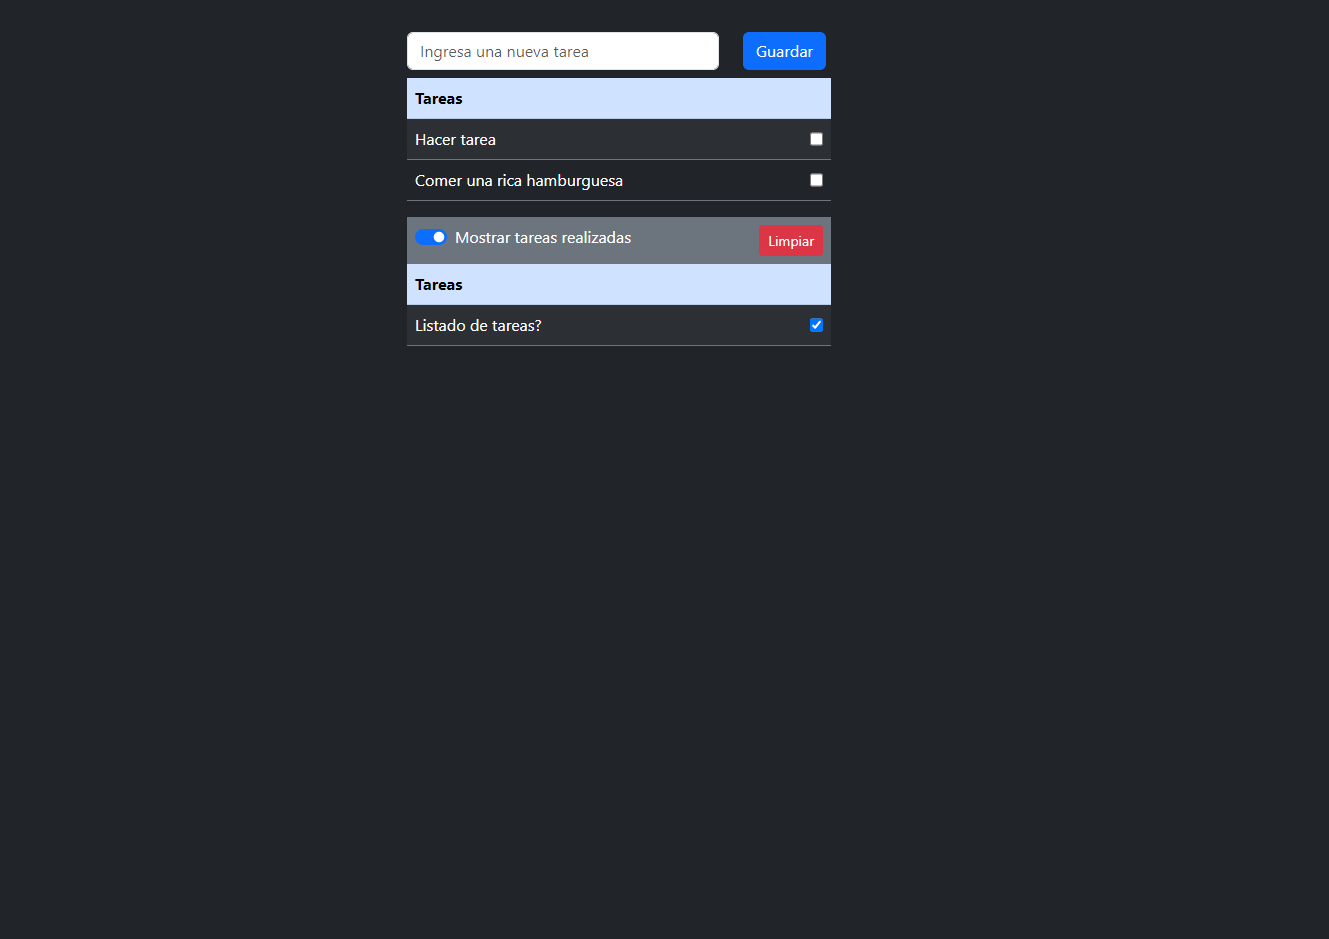 Ingresa una nueva tarea Guardar
Tareas
Hacer tarea
Comer una rica hamburguesa
Mostrar tareas realizadas Limpiar
Tareas
Listado de tareas?